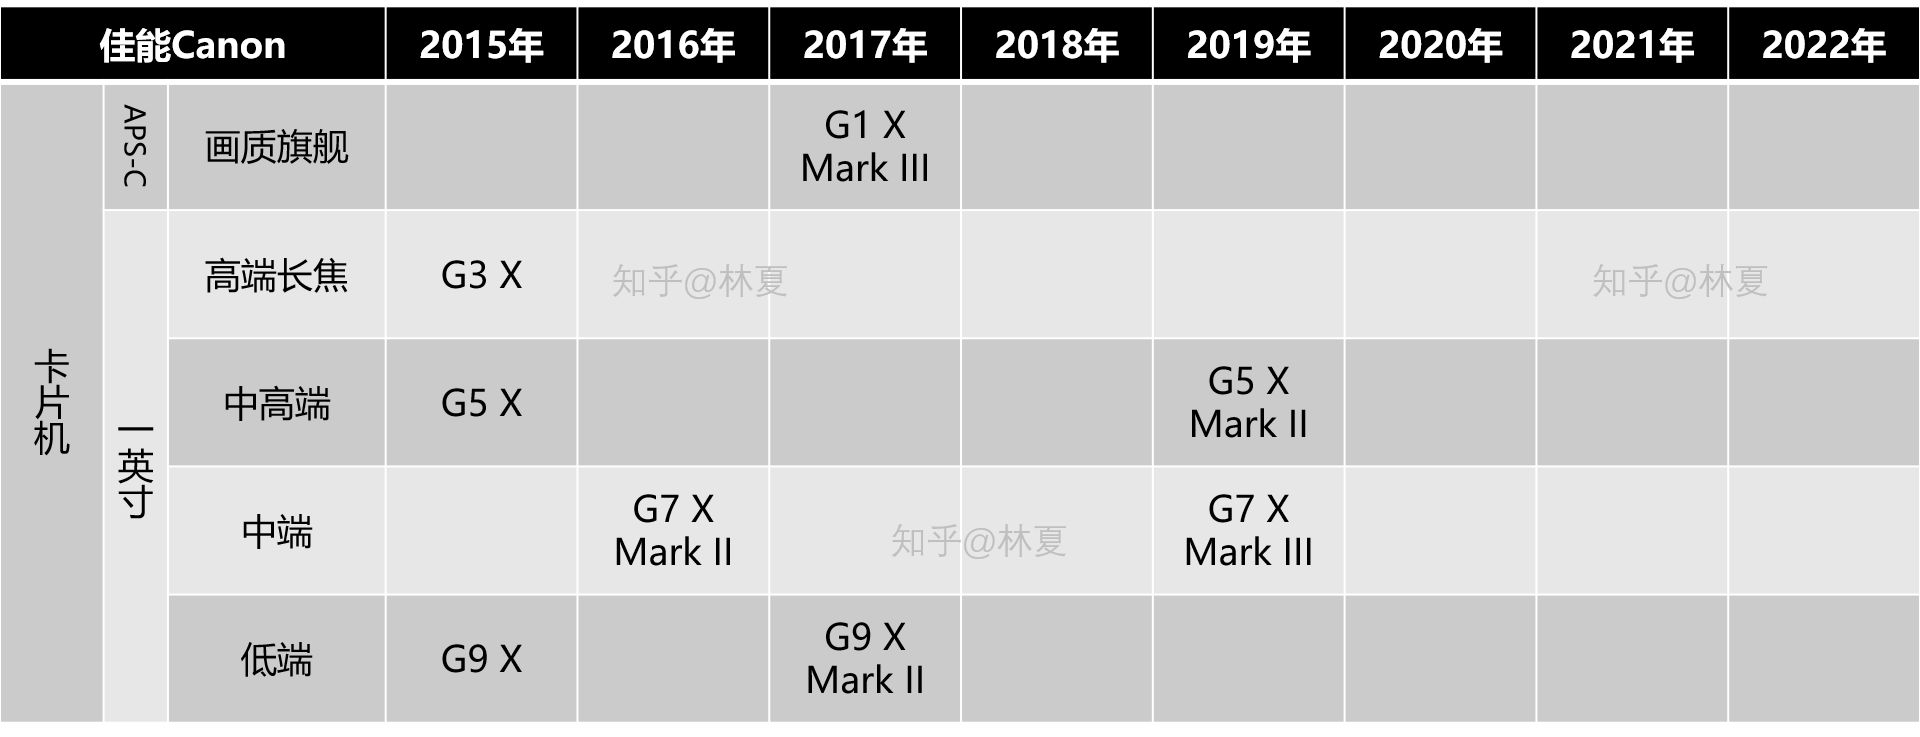 佳能Canon 2015年 2016年 2017年 2018年 2019年 2020年 2021年 2022年
卡片机
APS-C
画质旗舰
G1 X
Mark III
一英寸
高端长焦
G3 X
知乎@林夏
知乎@林夏
中高端
G5 X
G5 X
Mark II
中端
G7 X
Mark II
知乎@林夏
G7 X
Mark III
低端
G9 X
G9 X
Mark II